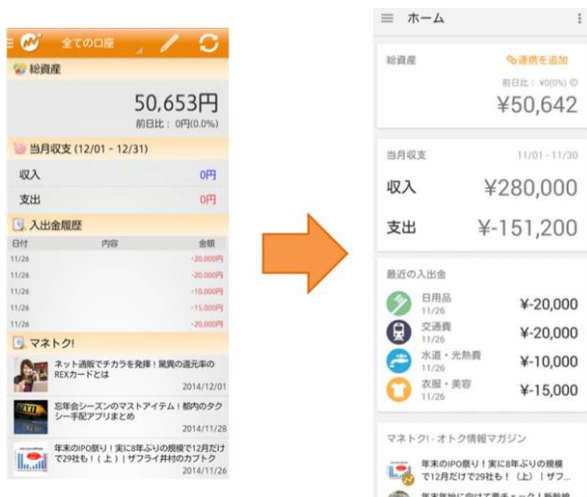 全ての口座
総資産
50,653円
前日比： 0円(0.0%)
当月収支 (12/01 - 12/31)
収入 0円
支出 0円
入出金履歴
日付 内容 金額
11/26 -20,000円
11/26 -20,000円
11/26 -10,000円
11/26 -15,000円
11/26 -20,000円
マネトク!
ネット通販でチカラを発揮！驚異の還元率の
REXカードとは
2014/12/01
忘年会シーズンのマストアイテム！都内のタク
シー手配アプリまとめ
2014/11/28
年末のIPO祭り！実に8年ぶりの規模で12月だけ
で29社も！(上) | ザフライ井村のカブトク
2014/11/26
ホーム
総資産 連携を追加
前日比： ¥0(0%)
¥50,642
当月収支 11/01 - 11/30
収入 ¥280,000
支出 ¥-151,200
最近の入出金
日用品
11/26 ¥-20,000
交通費
11/26 ¥-20,000
水道・光熱費
11/26 ¥-10,000
衣服・美容
11/26 ¥-15,000
マネトク! - オトク情報マガジン
年末のIPO祭り！実に8年ぶりの規模
で12月だけで29社も！（上）｜ザフ...